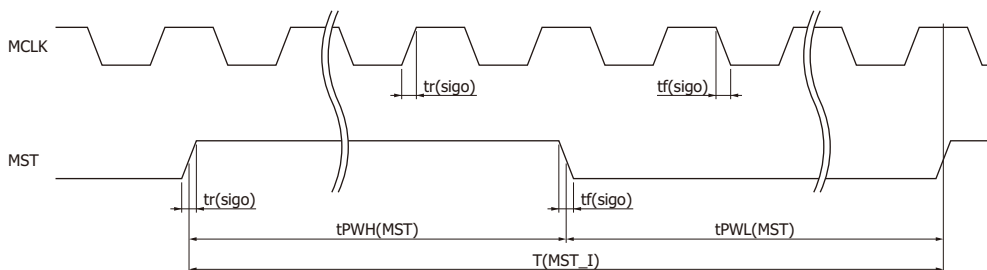 MCLK
tr(sigo)
tf(sigo)
MST
tr(sigo)
tf(sigo)
tPWH(MST)
tPWL(MST)
T(MST_I)